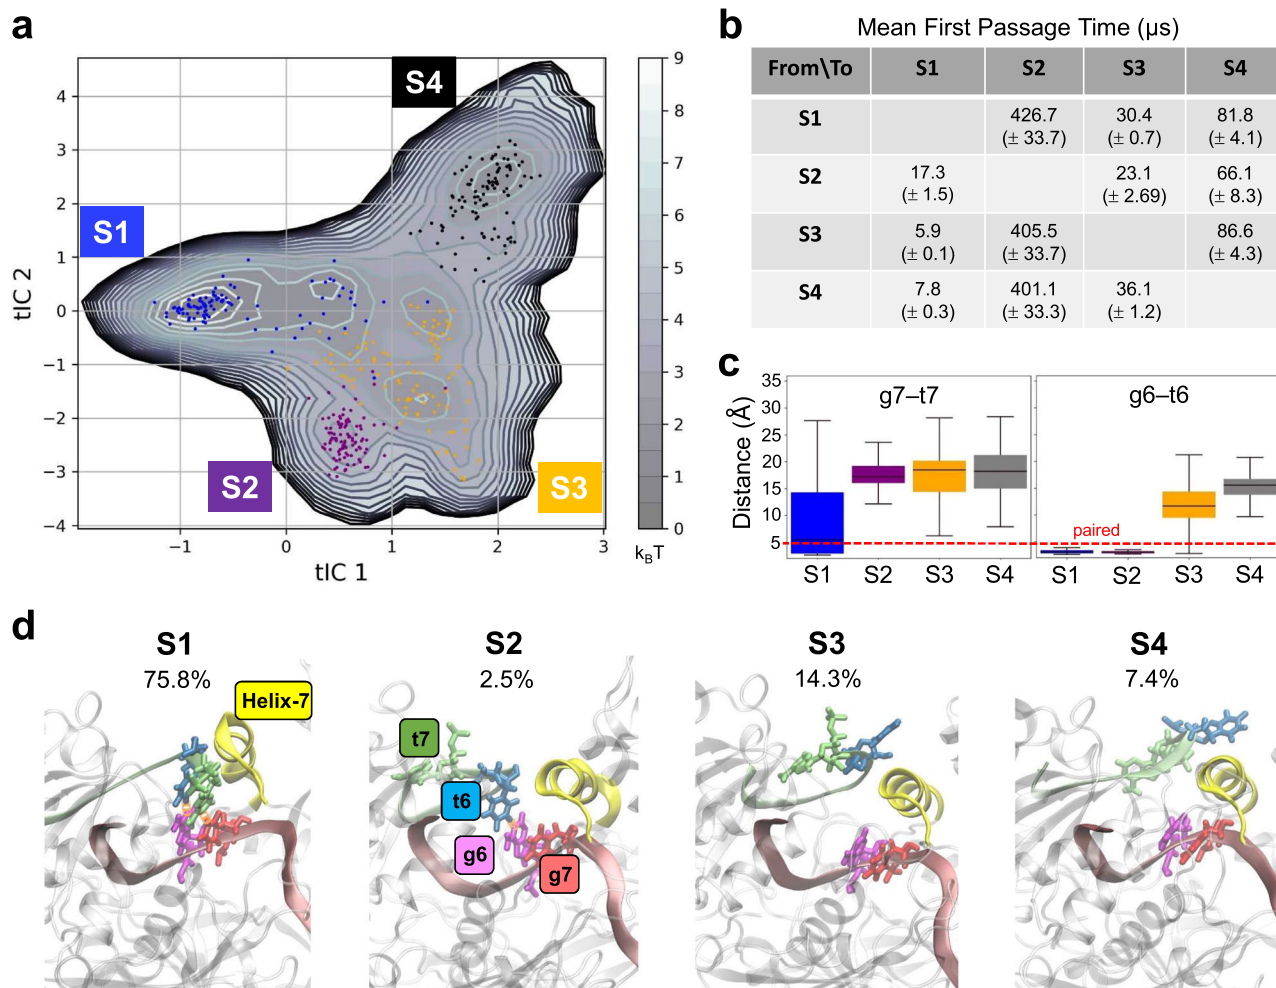 a
S4
S1
S2
S3
4
3
2
1
0
−1
−2
−3
−4
tIC 2
−1
0
1
2
3
tIC 1
9
8
7
6
5
4
3
2
1
0
kBT
b
Mean First Passage Time (µs)
From\To S1 S2 S3 S4
S1 426.7 (± 33.7) 30.4 (± 0.7) 81.8 (± 4.1)
S2 17.3 (± 1.5) 23.1 (± 2.69) 66.1 (± 8.3)
S3 5.9 (± 0.1) 405.5 (± 33.7) 86.6 (± 4.3)
S4 7.8 (± 0.3) 401.1 (± 33.3) 36.1 (± 1.2)
c
Distance (Å)
35
30
25
20
15
10
5
g7–t7
g6–t6
paired
S1 S2 S3 S4
S1 S2 S3 S4
d
S1
75.8%
Helix-7
S2
2.5%
t7
t6
g6
g7
S3
14.3%
S4
7.4%